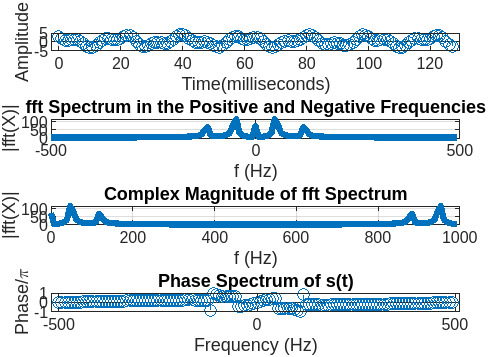 Amplitude
5
0
-5
0 20 40 60 80 100 120
Time(milliseconds)
fft Spectrum in the Positive and Negative Frequencies
|fft(X)|
100
50
0
-500 0 500
f (Hz)
Complex Magnitude of fft Spectrum
|fft(X)|
100
50
0
0 200 400 600 800 1000
f (Hz)
Phase Spectrum of s(t)
Phase/π
1
0
-1
-500 0 500
Frequency (Hz)